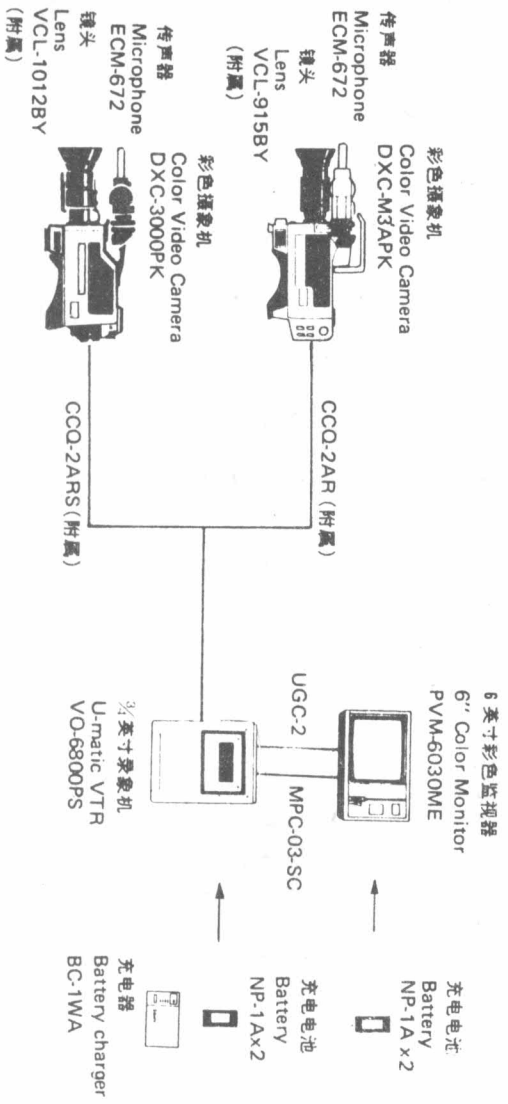 传声器
Microphone
ECM-672
镜头
Lens
VCL-915BY
(附属)
彩色摄象机
Color Video Camera
DXC-M3APK
传声器
Microphone
ECM-672
镜头
Lens
VCL-1012BY
(附属)
彩色摄象机
Color Video Camera
DXC-3000PK
CCQ-2AR (附属)
CCQ-2ARS (附属)
6英寸彩色监视器
6" Color Monitor
PVM-6030ME
UGC-2
MPC-03-SC
¾英寸录象机
U-matic VTR
VO-6800PS
充电电池
Battery
NP-1A x2
充电电池
Battery
NP-1Ax2
充电器
Battery charger
BC-1WA